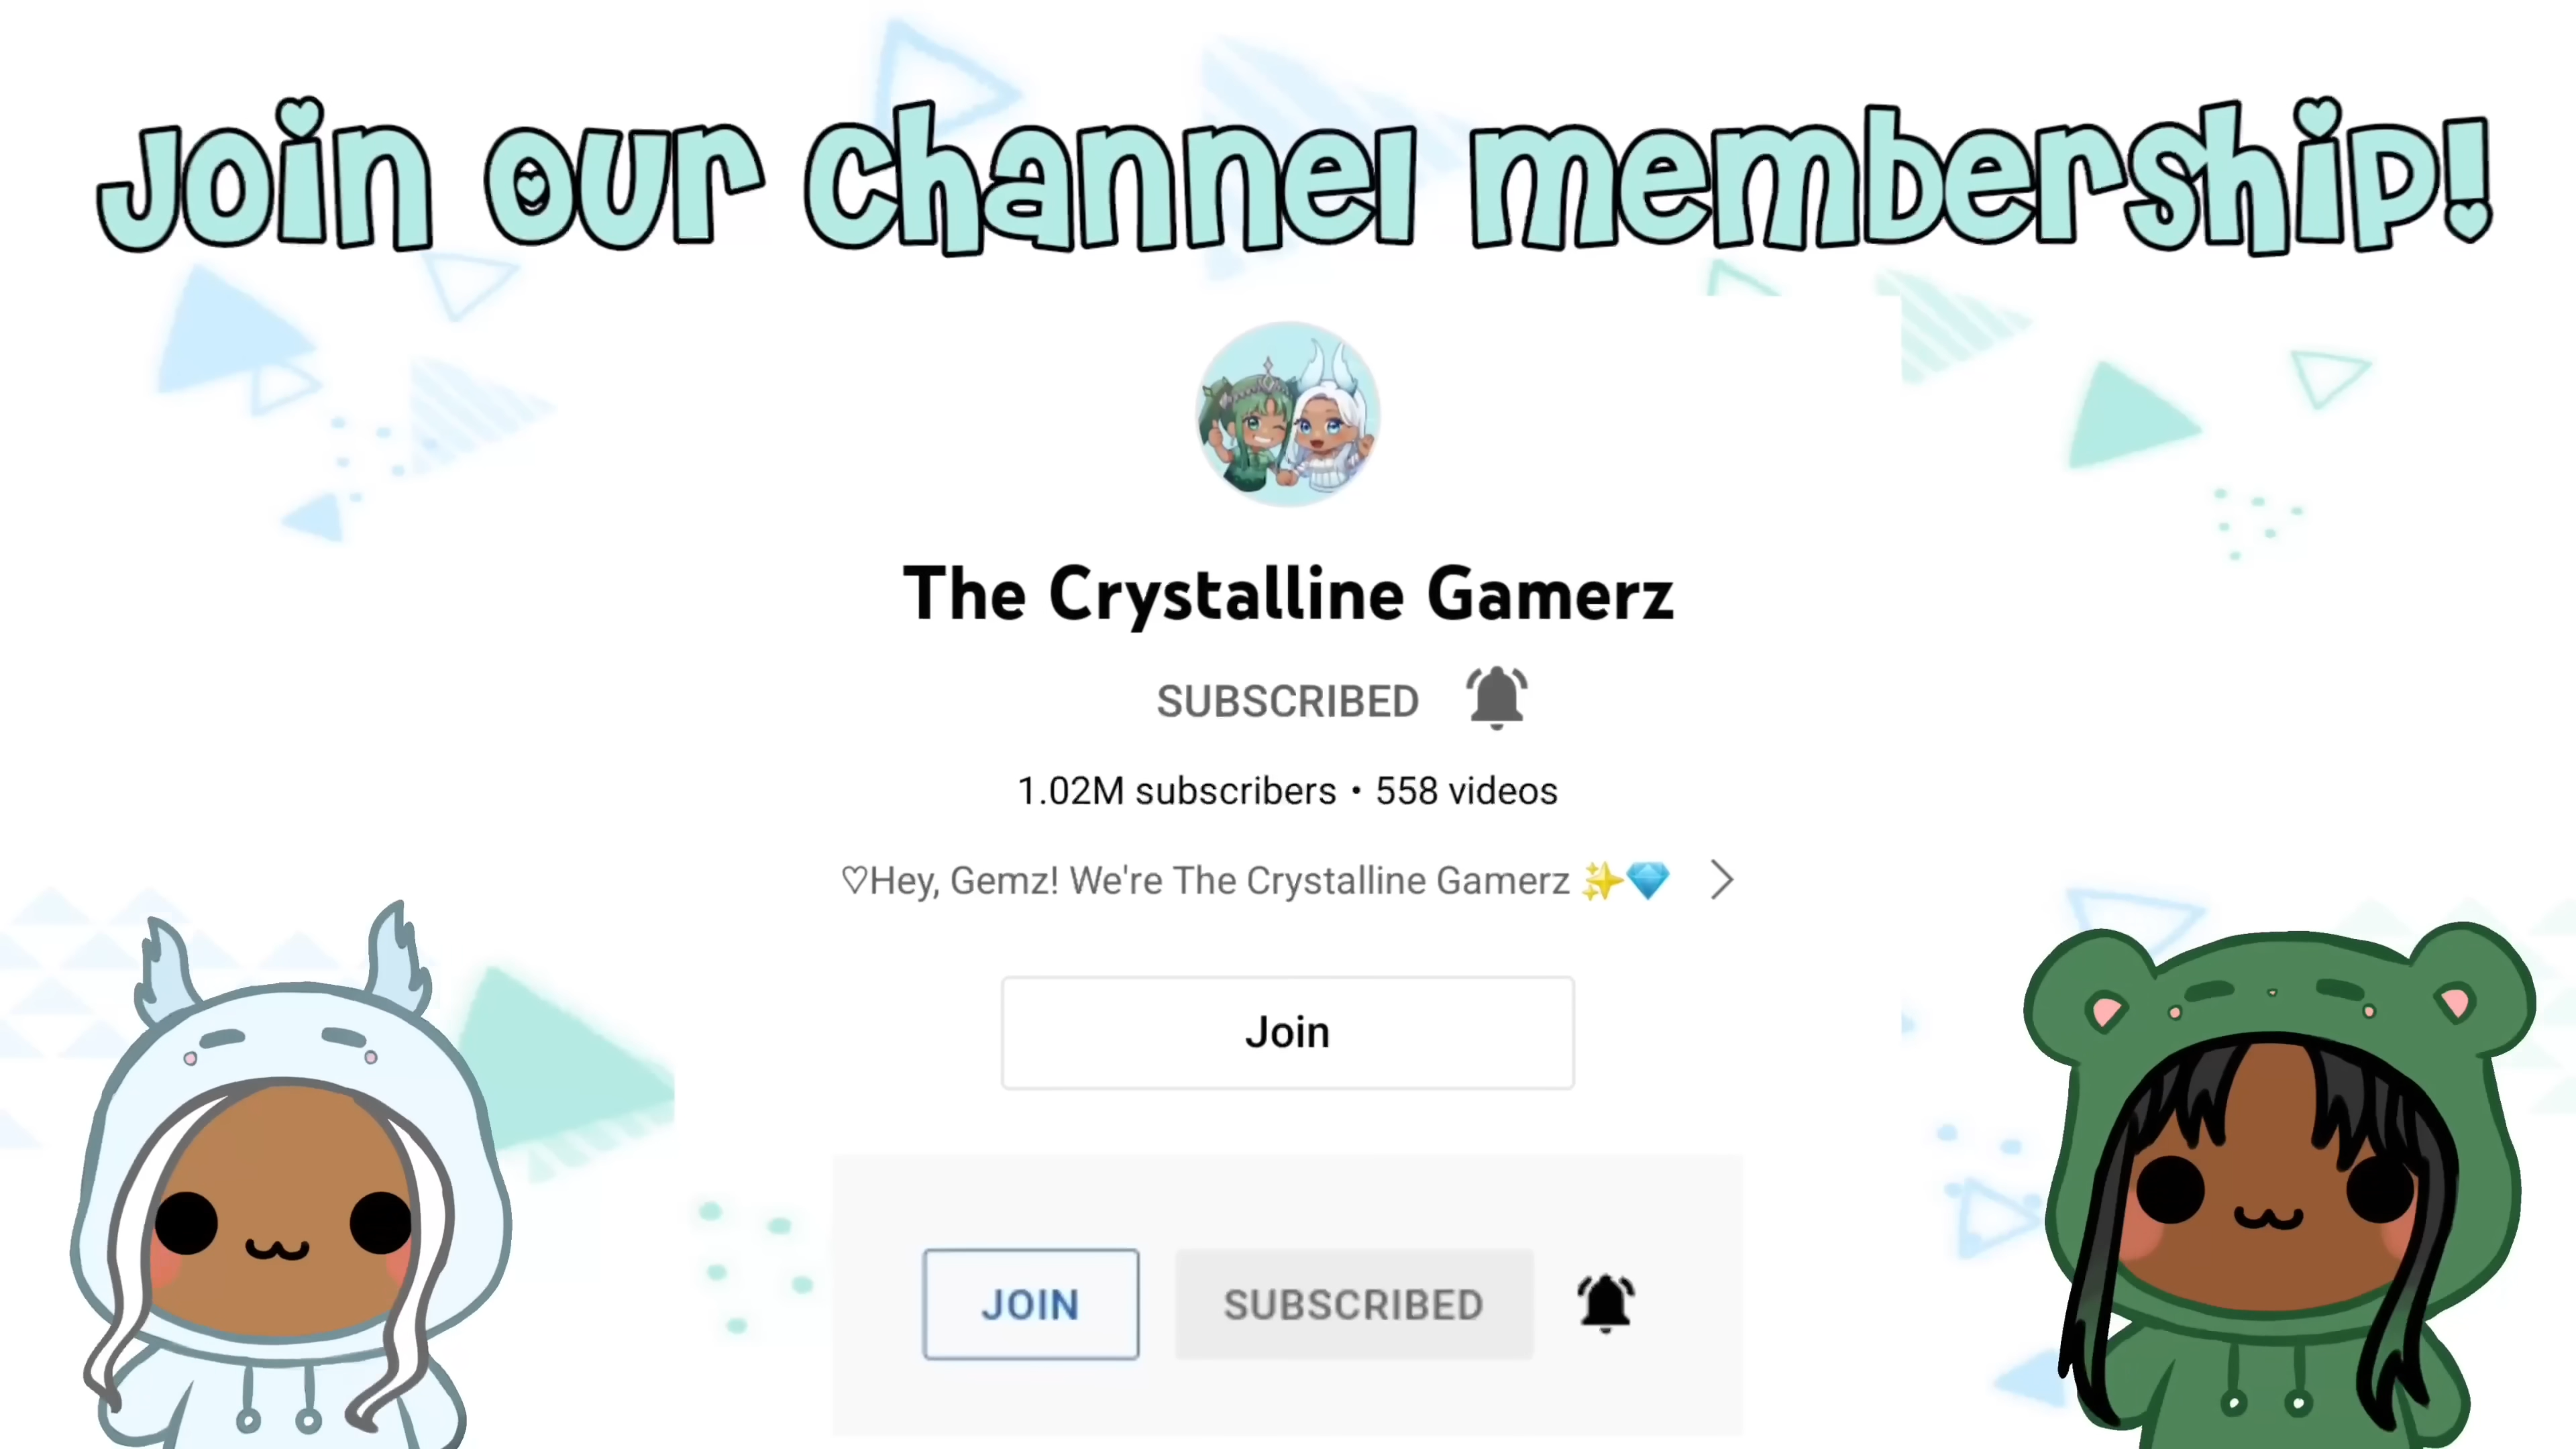 Join our channel membership!
The Crystalline Gamerz
SUBSCRIBED
1.02M subscribers • 558 videos
♡Hey, Gemz! We're The Crystalline Gamerz ✨💎
Join
JOIN SUBSCRIBED